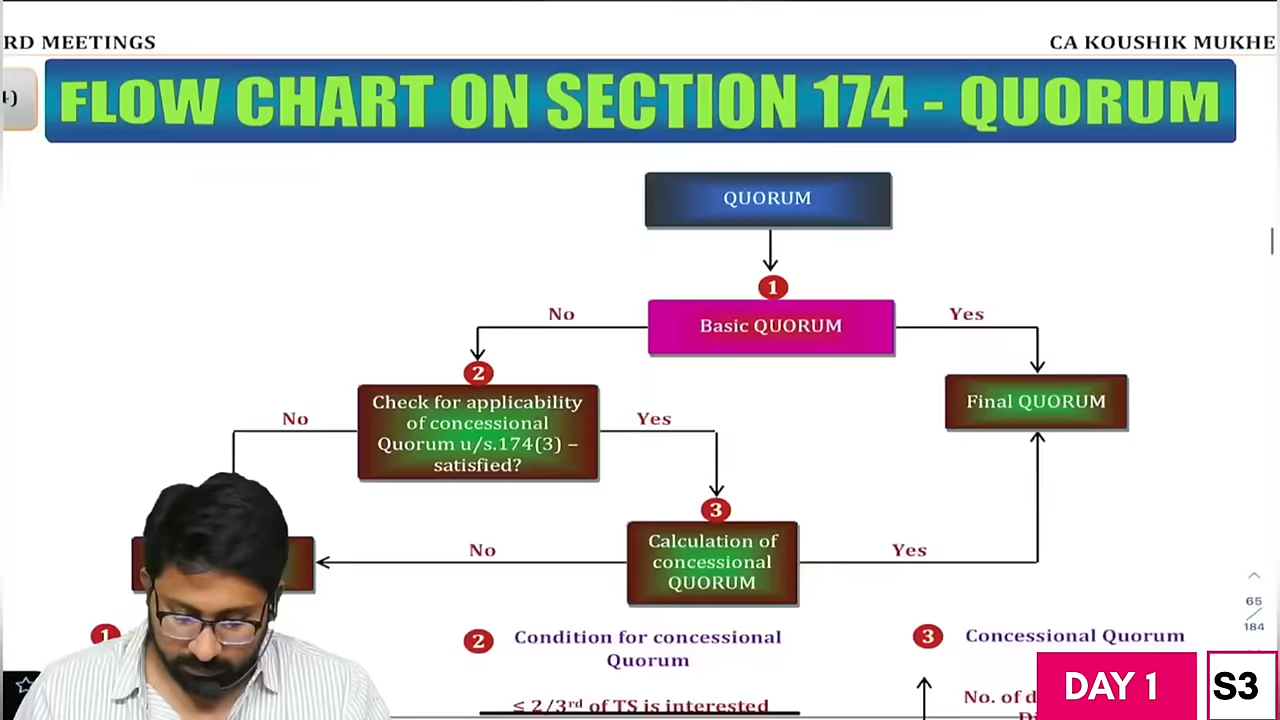 RD MEETINGS
CA KOUSHIK MUKHE
4)
FLOW CHART ON SECTION 174 - QUORUM
QUORUM
1
No
Basic QUORUM
Yes
2
Check for applicability
of concessional
Quorum u/s.174(3) –
satisfied?
Final QUORUM
No
Yes
3
Calculation of
concessional
QUORUM
No
Yes
65
184
1
2
Condition for concessional
Quorum
3
Concessional Quorum
≤ 2/3rd of TS is interested
No. of d
DAY 1
S3